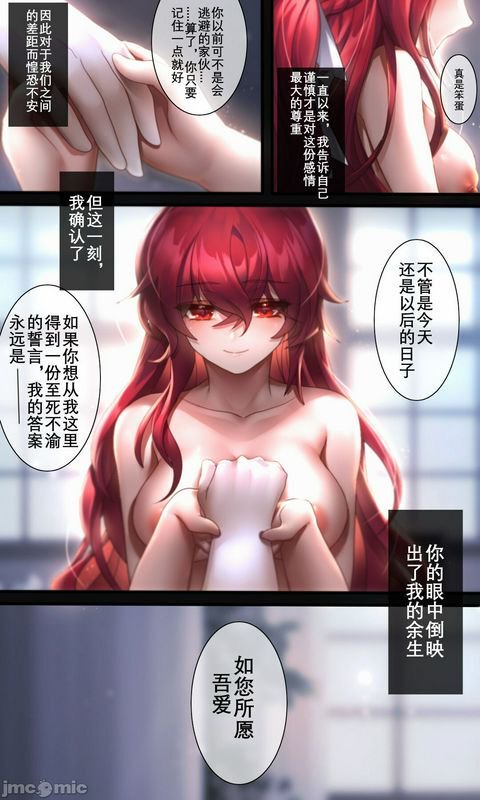 真是笨蛋
一直以来，我告诉自己
谨慎才是对这份感情
最大的尊重
你以前可不是会
逃避的家伙……
……算了，你只要
记住一点就好
因此对于我们之间
的差距而惶恐不安
但这一刻，
我确认了
不管是今天
还是以后的日子
如果你想从我这里
得到一份至死不渝
的誓言，我的答案
永远是——
你的眼中倒映
出了我的余生
如您所愿
吾爱
jmcomic